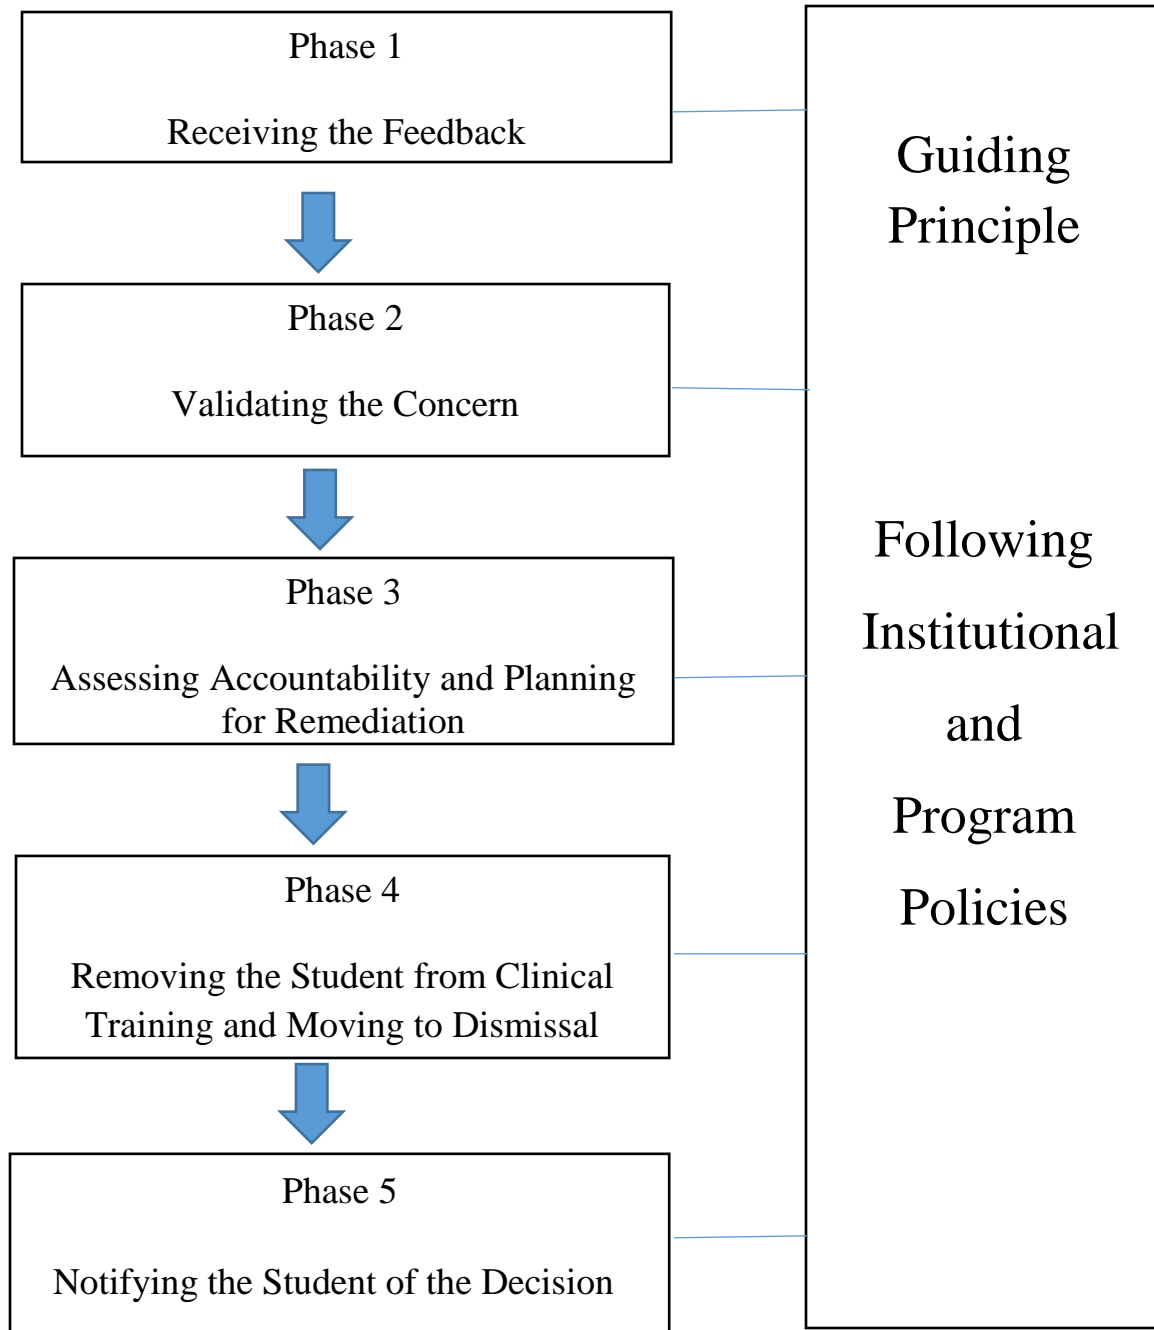 Phase 1
Receiving the Feedback
Phase 2
Validating the Concern
Phase 3
Assessing Accountability and Planning
for Remediation
Phase 4
Removing the Student from Clinical
Training and Moving to Dismissal
Phase 5
Notifying the Student of the Decision
Guiding
Principle
Following
Institutional
and
Program
Policies